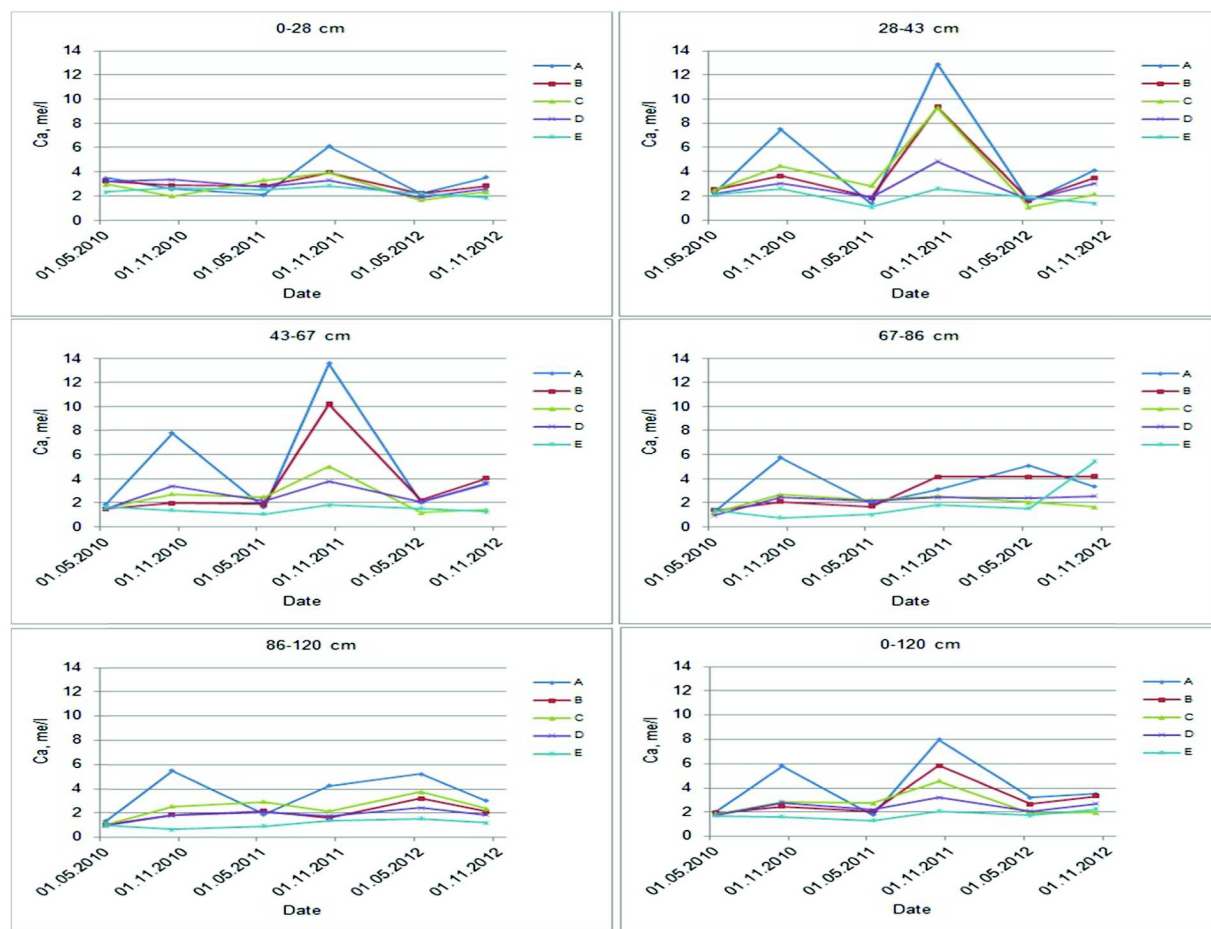 0-28 cm
14
12
10
8
6
4
2
0
Ca, me/l
01.05.2010
01.11.2010
01.05.2011
01.11.2011
01.05.2012
01.11.2012
Date
A
B
C
D
E
28-43 cm
14
12
10
8
6
4
2
0
Ca, me/l
01.05.2010
01.11.2010
01.05.2011
01.11.2011
01.05.2012
01.11.2012
Date
A
B
C
D
E
43-67 cm
14
12
10
8
6
4
2
0
Ca, me/l
01.05.2010
01.11.2010
01.05.2011
01.11.2011
01.05.2012
01.11.2012
Date
A
B
C
D
E
67-86 cm
14
12
10
8
6
4
2
0
Ca, me/l
01.05.2010
01.11.2010
01.05.2011
01.11.2011
01.05.2012
01.11.2012
Date
A
B
C
D
E
86-120 cm
14
12
10
8
6
4
2
0
Ca, me/l
01.05.2010
01.11.2010
01.05.2011
01.11.2011
01.05.2012
01.11.2012
Date
A
B
C
D
E
0-120 cm
14
12
10
8
6
4
2
0
Ca, me/l
01.05.2010
01.11.2010
01.05.2011
01.11.2011
01.05.2012
01.11.2012
Date
A
B
C
D
E